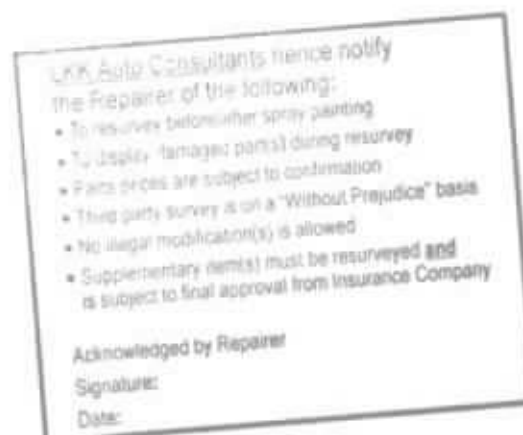 LKK Auto Consultants hence notify
the Repairer of the following:
• To resurvey before/after spray painting
• To display damaged part(s) during resurvey
• Parts prices are subject to confirmation
• Third party survey is on a "Without Prejudice" basis
• No illegal modification(s) is allowed
• Supplementary item(s) must be resurveyed and
is subject to final approval from Insurance Company
Acknowledged by Repairer
Signature:
Date: